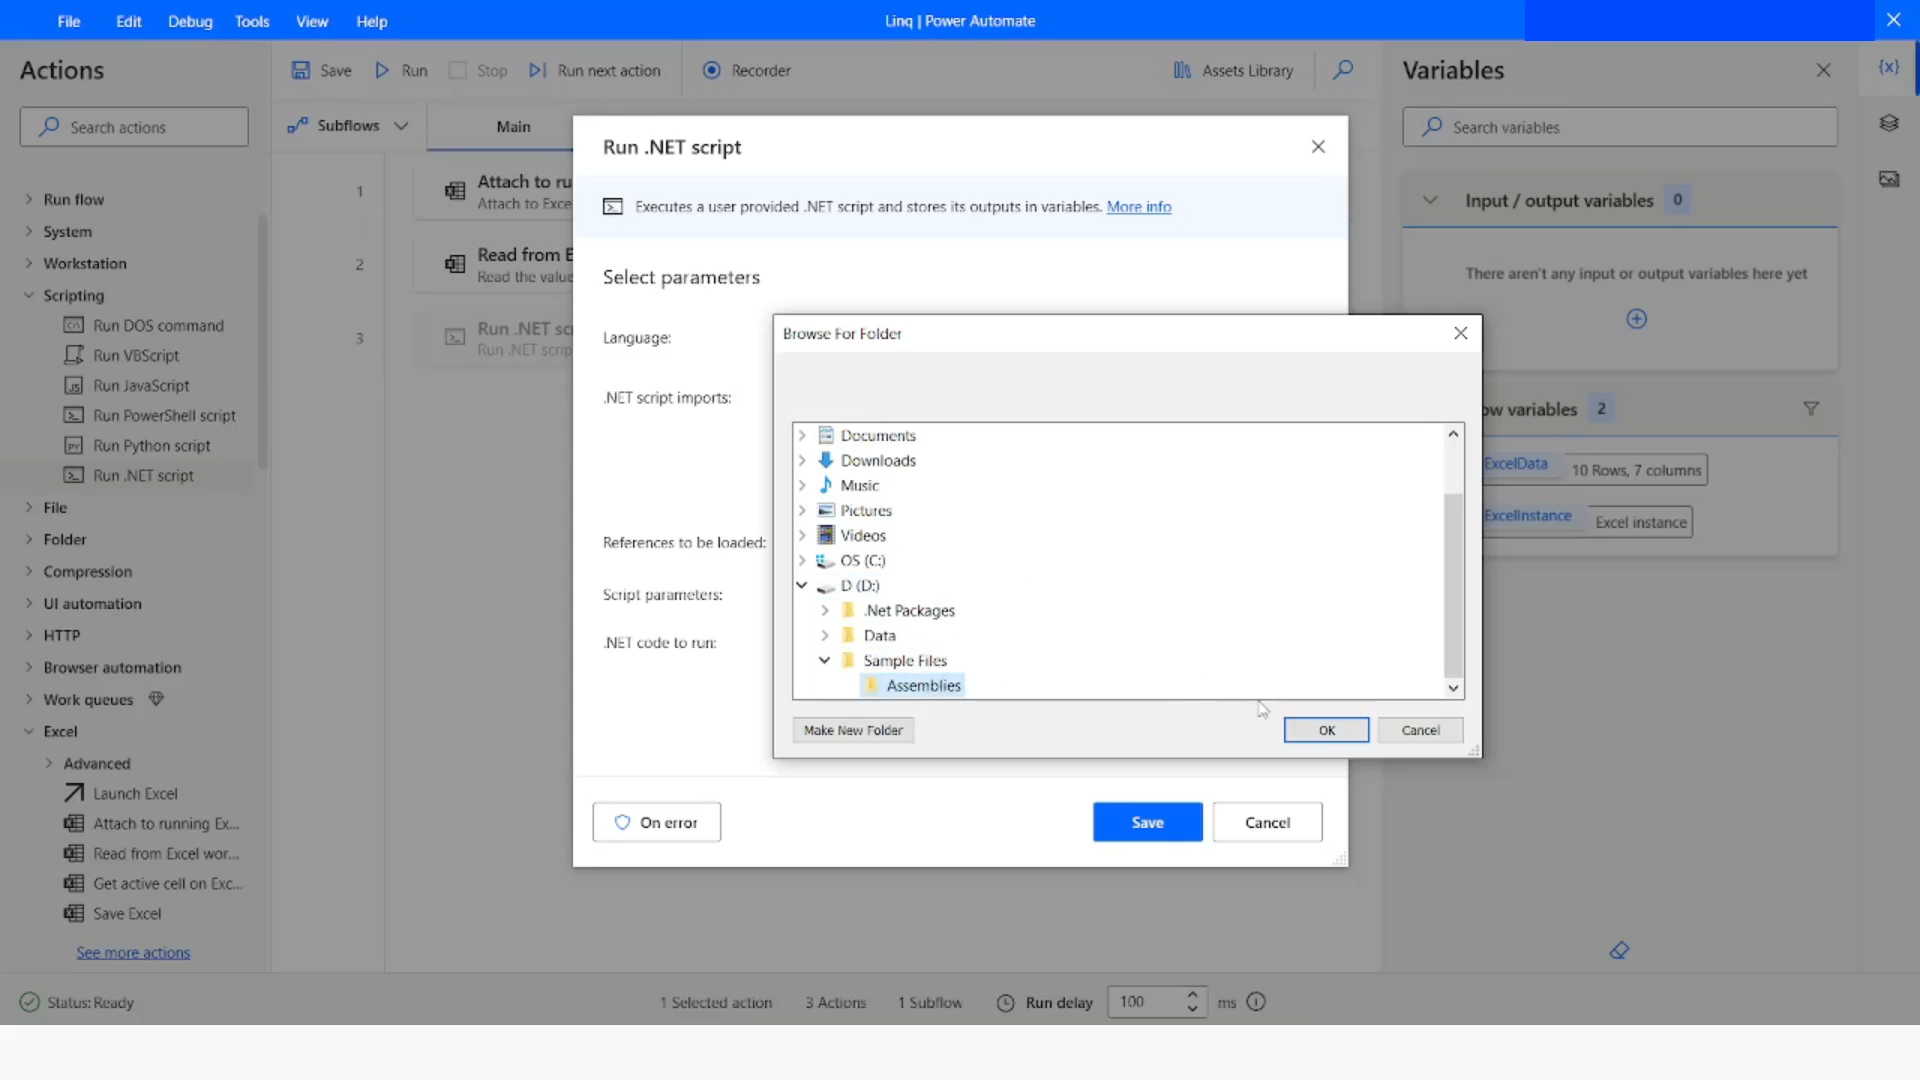 File Edit Debug Tools View Help
Linq | Power Automate
Actions
Save Run Stop Run next action Recorder Assets Library
Variables
{x}
Search actions
Subflows Main
Search variables
Run flow
System
Workstation
Scripting
Run DOS command
Run VBScript
Run JavaScript
Run PowerShell script
Run Python script
Run .NET script
File
Folder
Compression
UI automation
HTTP
Browser automation
Work queues
Excel
Advanced
Launch Excel
Attach to running Ex...
Read from Excel wor...
Get active cell on Exc...
Save Excel
See more actions
1
Attach to ru
Attach to Exce
2
Read from E
Read the value
3
Run .NET sc
Run .NET scrip
Run .NET script
Executes a user provided .NET script and stores its outputs in variables. More info
Select parameters
Language:
.NET script imports:
References to be loaded:
Script parameters:
.NET code to run:
On error Save Cancel
Browse For Folder
Documents
Downloads
Music
Pictures
Videos
OS (C:)
D (D:)
.Net Packages
Data
Sample Files
Assemblies
Make New Folder OK Cancel
Input / output variables 0
There aren't any input or output variables here yet
ow variables 2
ExcelData 10 Rows, 7 columns
ExcelInstance Excel instance
Status: Ready 1 Selected action 3 Actions 1 Subflow Run delay 100 ms